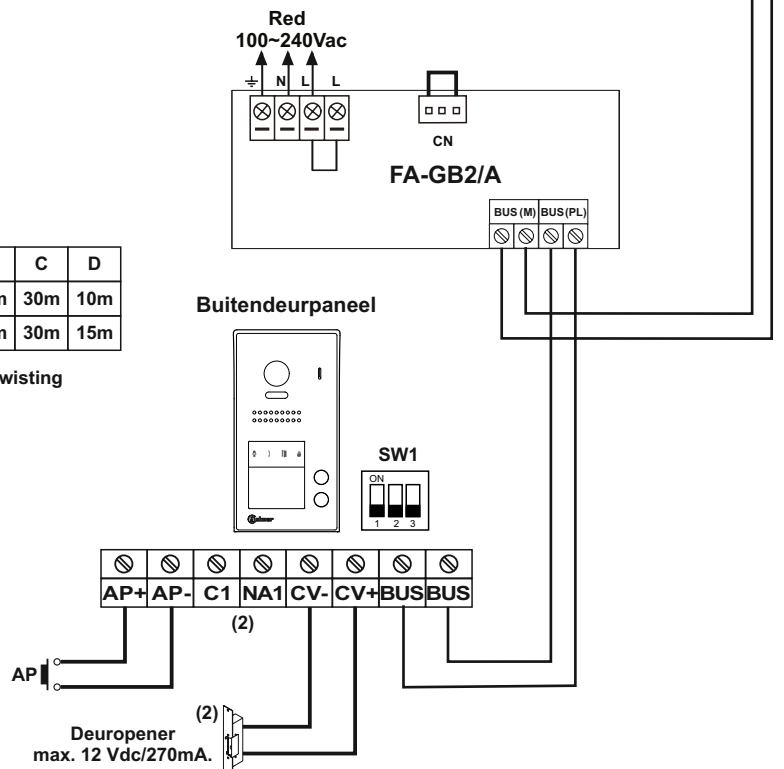 Red
100~240Vac
N L L
CN
FA-GB2/A
BUS (M) BUS (PL)
C D
m 30m 10m
m 30m 15m
wisting
Buitendeurpaneel
SW1
ON
1 2 3
AP+ AP- C1 NA1 CV- CV+ BUS BUS
(2)
AP
(2)
Deuropener
max. 12 Vdc/270mA.